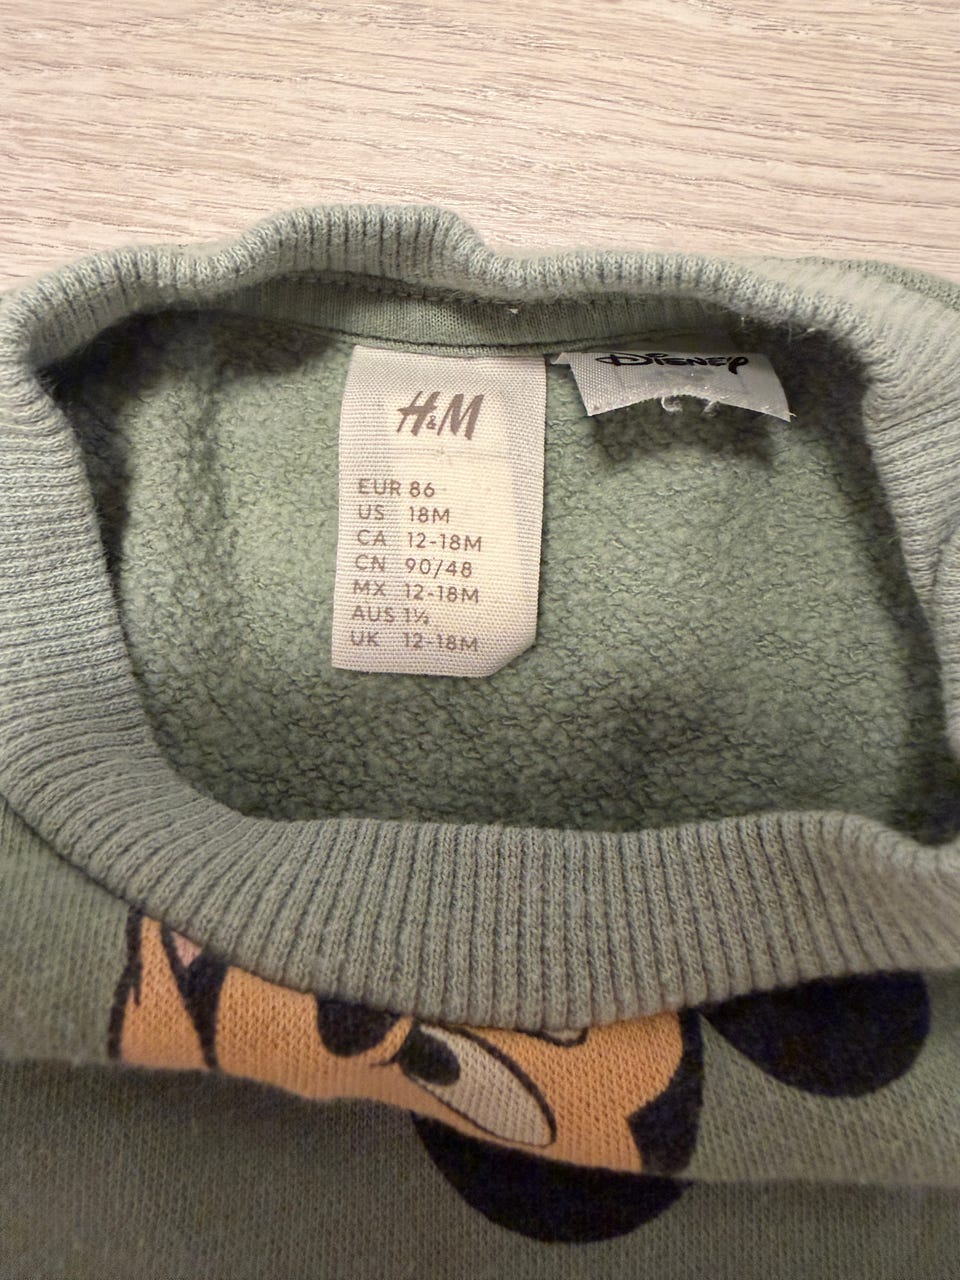 H&M
Disney
EUR 86
US 18M
CA 12-18M
CN 90/48
MX 12-18M
AUS 1½
UK 12-18M